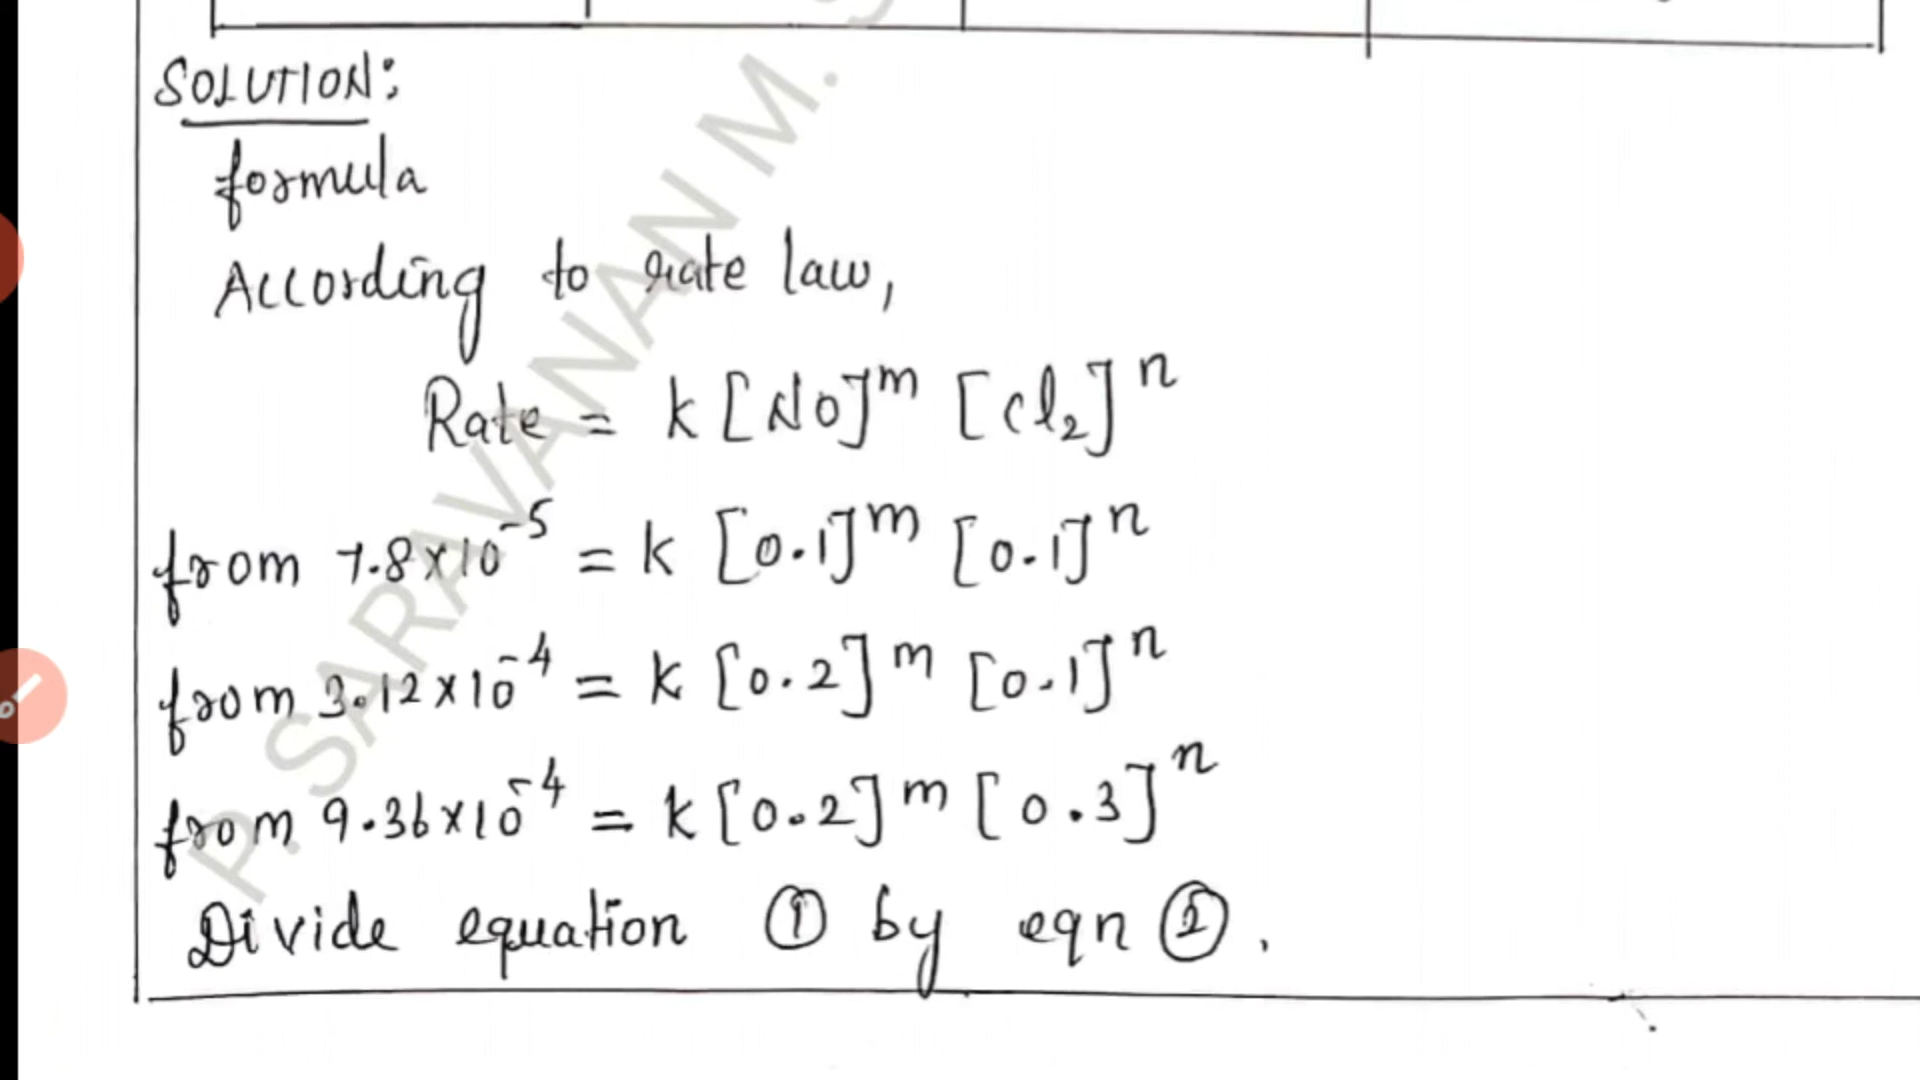 SOLUTION:
formula
According to rate law,
Rate = k [NO]^m [Cl₂]^n
from 7.8×10^-5 = k [0.1]^m [0.1]^n
from 3.12×10^-4 = k [0.2]^m [0.1]^n
from 9.36×10^-4 = k [0.2]^m [0.3]^n
Divide equation ① by eqn ②.
P. SARAVANAN M.S